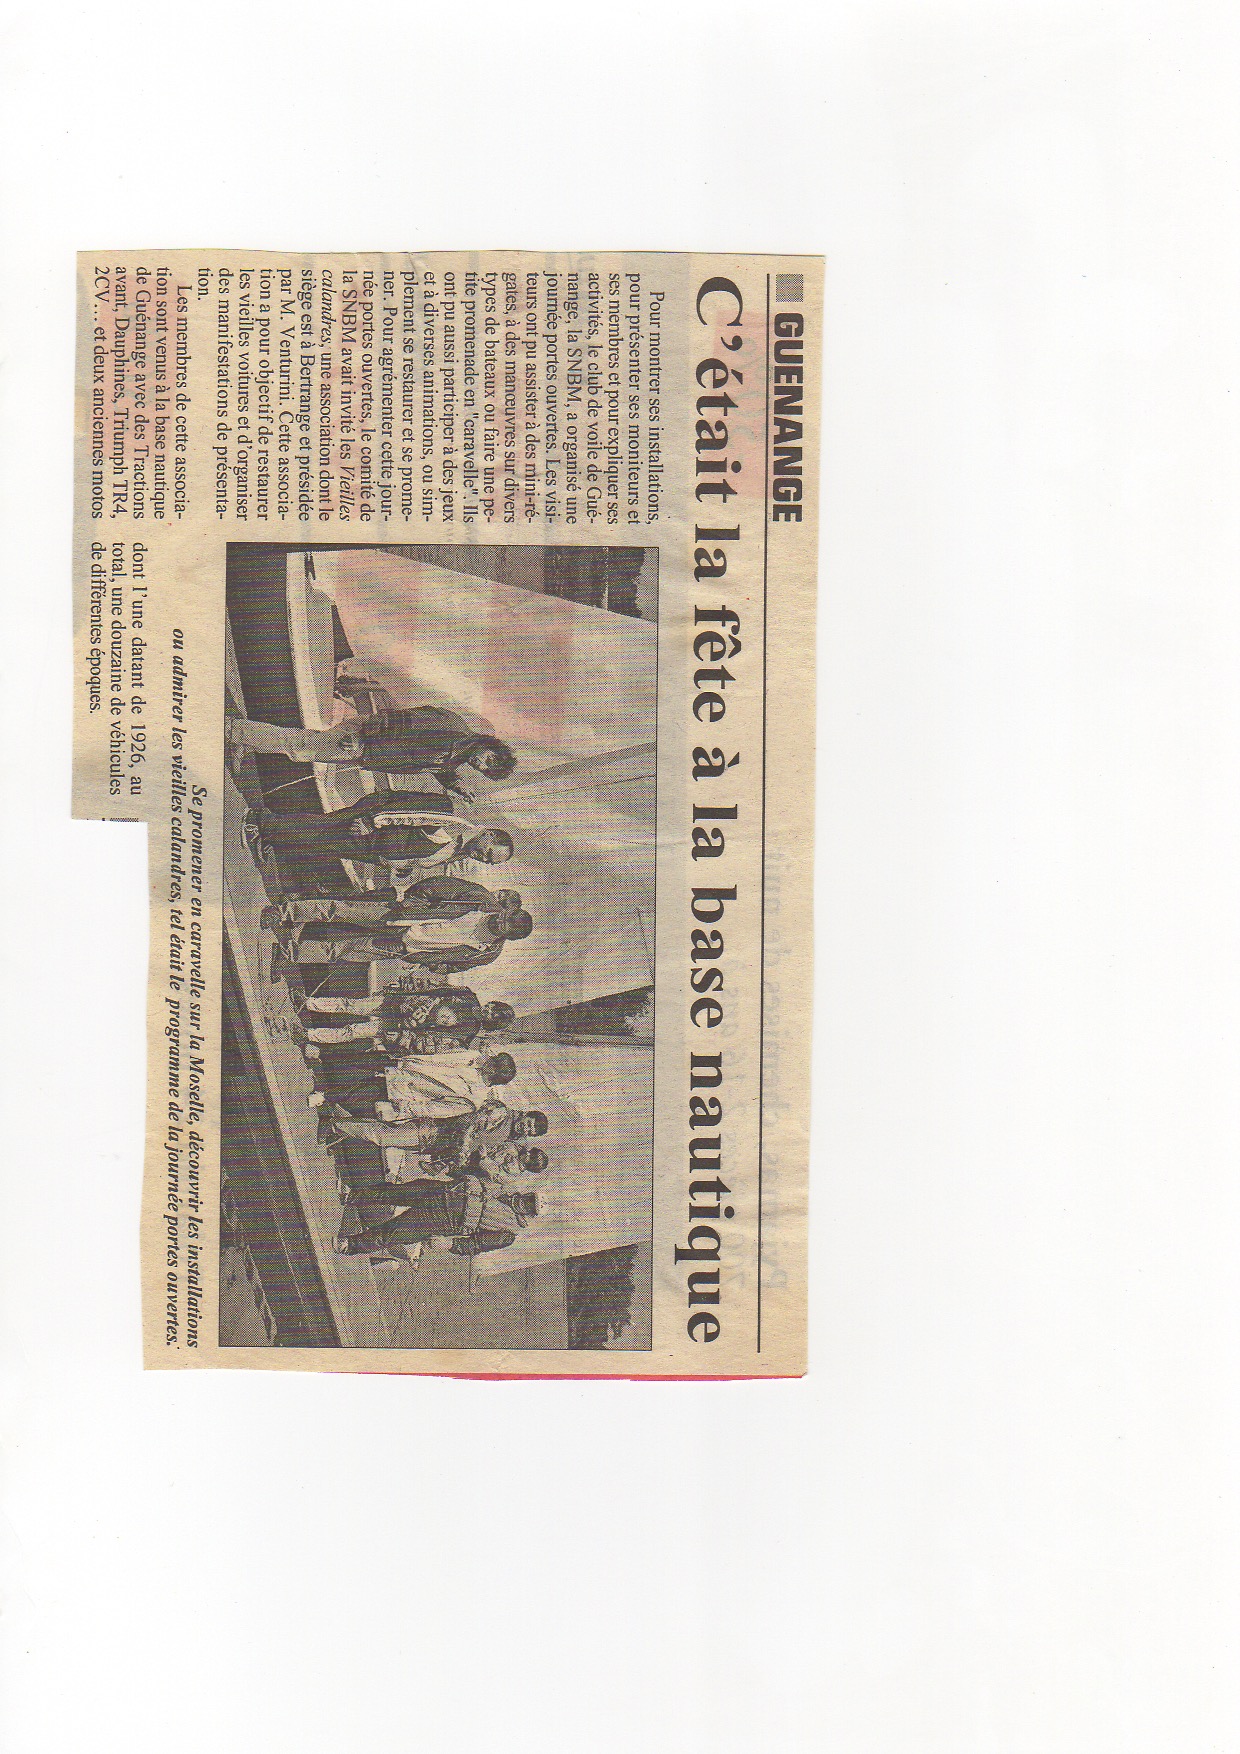 GUENANGE
C'était la fête à la base nautique
Pour montrer ses installations,
pour présenter ses moniteurs et
ses membres et pour expliquer ses
activités, le club de voile de Gué-
nange, la SNBM, a organisé une
journée portes ouvertes. Les visi-
teurs ont pu assister à des mini-ré-
gates, à des manœuvres sur divers
types de bateaux ou faire une pe-
tite promenade en "caravelle". Ils
ont pu aussi participer à des jeux
et à diverses animations, ou sim-
plement se restaurer et se prome-
ner. Pour agrémenter cette jour-
née portes ouvertes, le comité de
la SNBM avait invité les Vieilles
calandres; une association dont le
siège est à Bertrange et présidée
par M. Venturini. Cette associa-
tion a pour objectif de restaurer
les vieilles voitures et d'organiser
des manifestations de présenta-
tion.
Les membres de cette associa-
tion sont venus à la base nautique
de Guénange avec des Tractions
avant, Dauphines, Triumph TR4,
2CV… et deux anciennes motos
dont l'une datant de 1926, au
total, une douzaine de véhicules
de différentes époques.
Se promener en caravelle sur la Moselle, découvrir les installations
ou admirer les vieilles calandres, tel était le programme de la journée portes ouvertes.